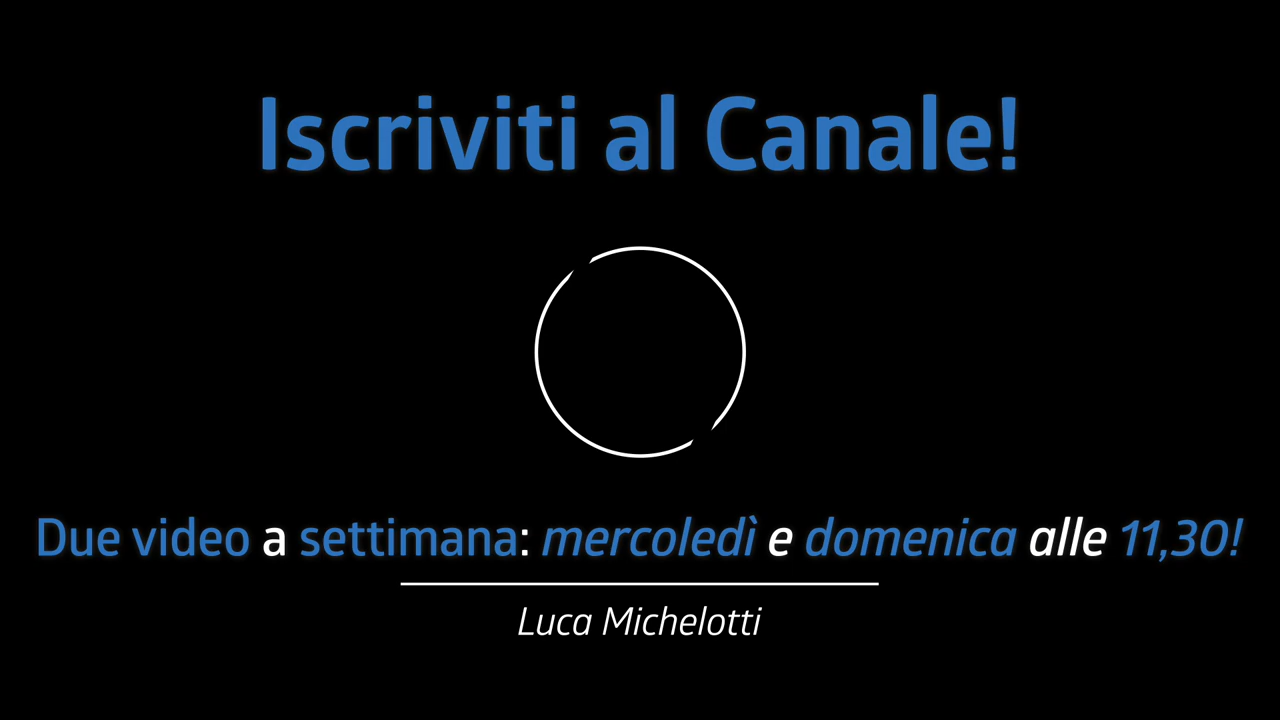 Iscriviti al Canale!
Due video a settimana: mercoledì e domenica alle 11,30!
Luca Michelotti